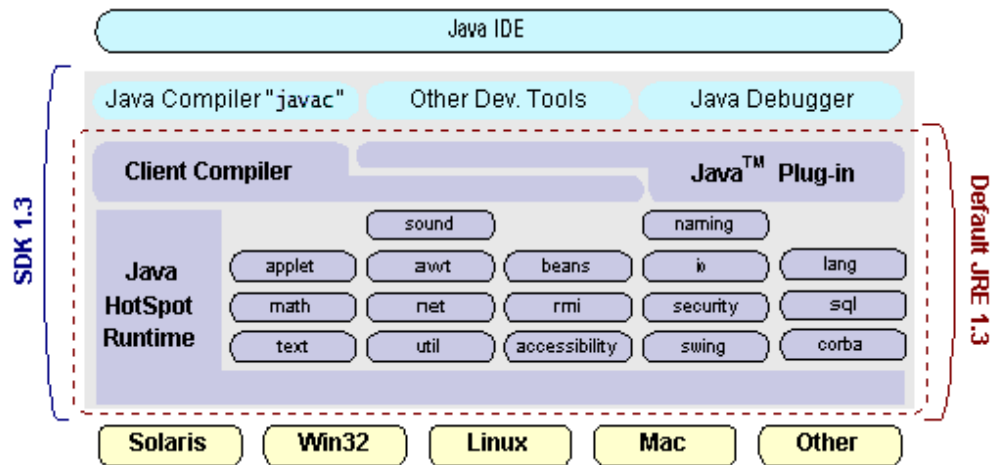 Java IDE
Java Compiler "javac"
Other Dev. Tools
Java Debugger
SDK 1.3
Default JRE 1.3
Client Compiler
Java™ Plug-in
Java
HotSpot
Runtime
sound
naming
applet
awt
beans
io
lang
math
net
rmi
security
sql
text
util
accessibility
swing
corba
Solaris
Win32
Linux
Mac
Other